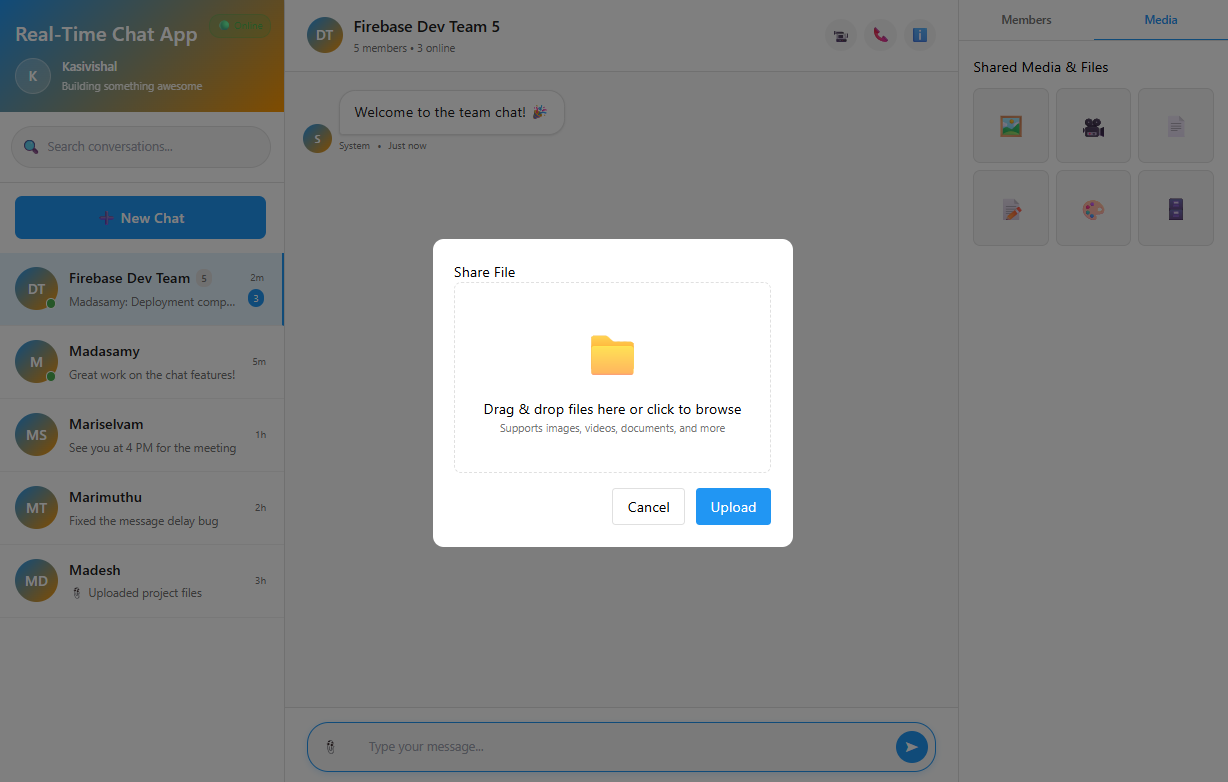 Real-Time Chat App
Online
K
Kasivishal
Building something awesome
Search conversations...
New Chat
DT
Firebase Dev Team 5
2m
Madasamy: Deployment comp...
3
M
Madasamy
5m
Great work on the chat features!
MS
Mariselvam
1h
See you at 4 PM for the meeting
MT
Marimuthu
2h
Fixed the message delay bug
MD
Madesh
3h
Uploaded project files
DT
Firebase Dev Team 5
5 members • 3 online
Welcome to the team chat!
S
System • Just now
Share File
Drag & drop files here or click to browse
Supports images, videos, documents, and more
Cancel
Upload
Type your message...
Members
Media
Shared Media & Files